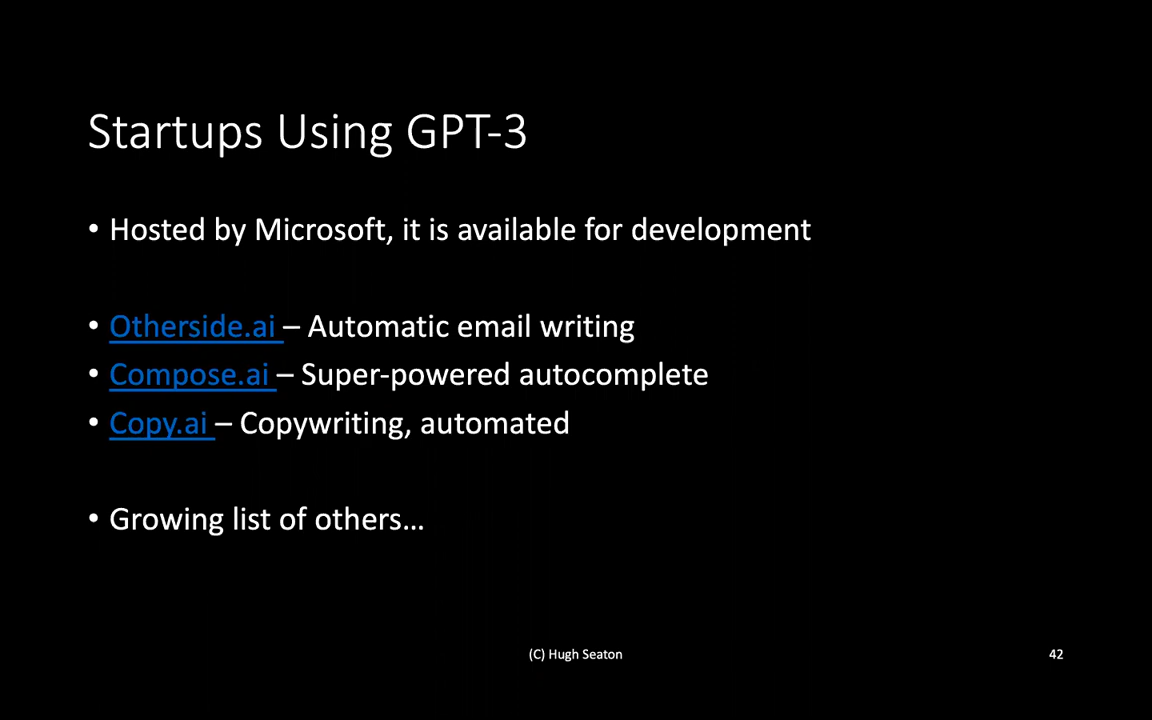 Startups Using GPT-3
• Hosted by Microsoft, it is available for development
• Otherside.ai – Automatic email writing
• Compose.ai – Super-powered autocomplete
• Copy.ai – Copywriting, automated
• Growing list of others…
(C) Hugh Seaton
42